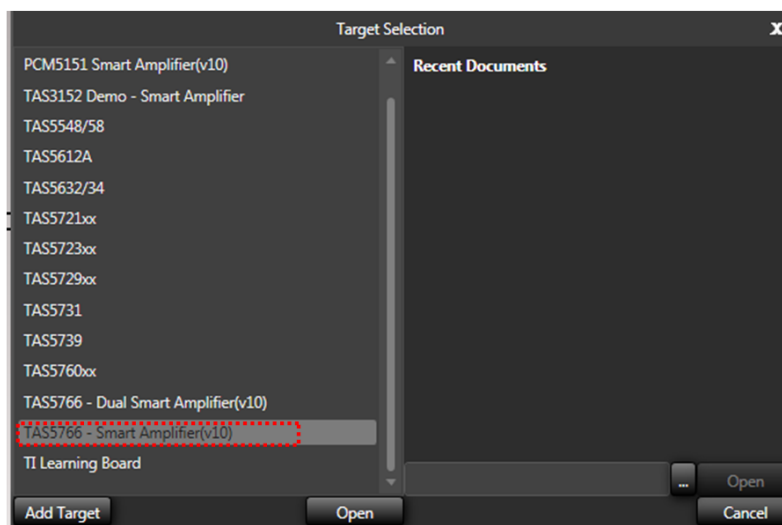 Target Selection
X
PCM5151 Smart Amplifier(v10)
TAS3152 Demo - Smart Amplifier
TAS5548/58
TAS5612A
TAS5632/34
TAS5721xx
TAS5723xx
TAS5729xx
TAS5731
TAS5739
TAS5760xx
TAS5766 - Dual Smart Amplifier(v10)
TAS5766 - Smart Amplifier(v10)
TI Learning Board
Add Target
Open
Recent Documents
...
Open
Cancel